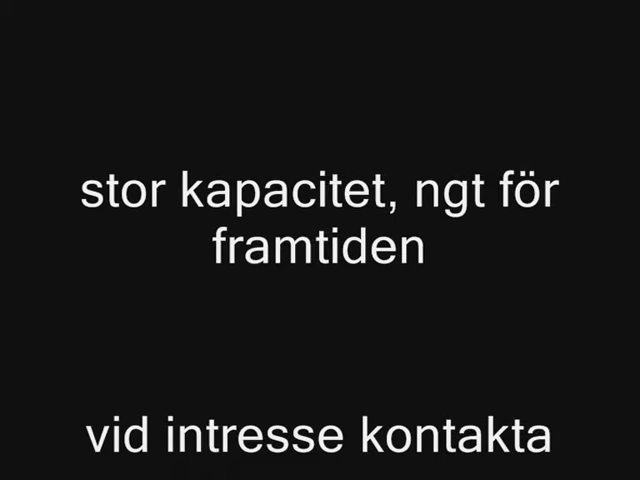 stor kapacitet, ngt för
framtiden
vid intresse kontakta